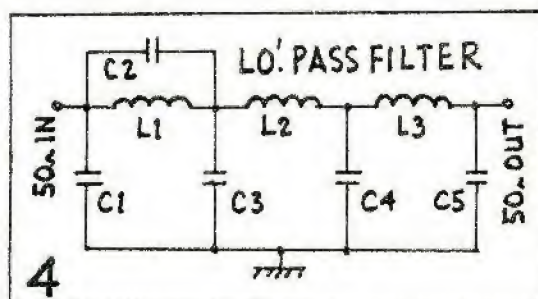 C2
LO! PASS FILTER
L1
L2
L3
50Ω IN
C1
C3
C4
C5
50Ω OUT
4